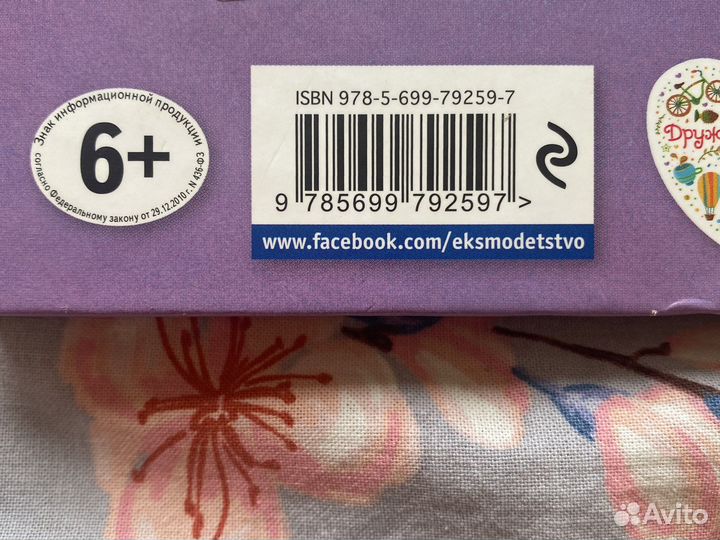 Знак информационной продукции
6+
согласно Федеральному закону от 29.12.2010 г. N 436-ФЗ
ISBN 978-5-699-79259-7
9 785699 792597 >
www.facebook.com/eksmodetstvo
Avito